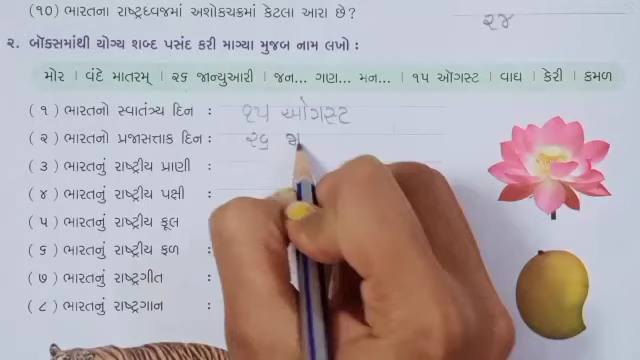 (૧૦) ભારતના રાષ્ટ્રધ્વજમાં અશોકચક્રમાં કેટલા આરા છે? ૨૪
૨. બૉક્સમાંથી યોગ્ય શબ્દ પસંદ કરી માગ્યા મુજબ નામ લખો :
મોર | વંદે માતરમ્ | ૨૬ જાન્યુઆરી | જન... ગણ... મન... | ૧૫ ઑગસ્ટ | વાઘ | કેરી | કમળ
(૧) ભારતનો સ્વાતંત્ર્ય દિન : ૧૫ ઓગસ્ટ
(૨) ભારતનો પ્રજાસત્તાક દિન : ૨૬
(૩) ભારતનું રાષ્ટ્રીય પ્રાણી :
(૪) ભારતનું રાષ્ટ્રીય પક્ષી :
(૫) ભારતનું રાષ્ટ્રીય ફૂલ :
(૬) ભારતનું રાષ્ટ્રીય ફળ :
(૭) ભારતનું રાષ્ટ્રગીત :
(૮) ભારતનું રાષ્ટ્રગાન :